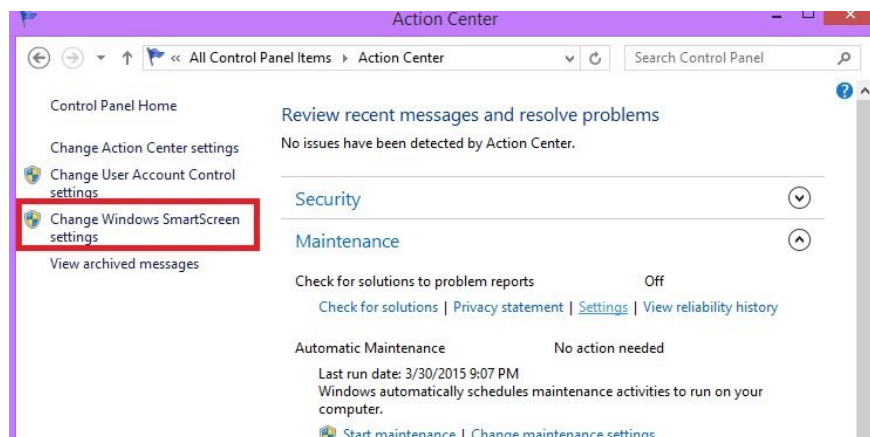 Action Center
« All Control Panel Items ▸ Action Center
Search Control Panel
Control Panel Home
Change Action Center settings
Change User Account Control
settings
Change Windows SmartScreen
settings
View archived messages
Review recent messages and resolve problems
No issues have been detected by Action Center.
Security
Maintenance
Check for solutions to problem reports Off
Check for solutions | Privacy statement | Settings | View reliability history
Automatic Maintenance No action needed
Last run date: 3/30/2015 9:07 PM
Windows automatically schedules maintenance activities to run on your
computer.
Start maintenance | Change maintenance settings